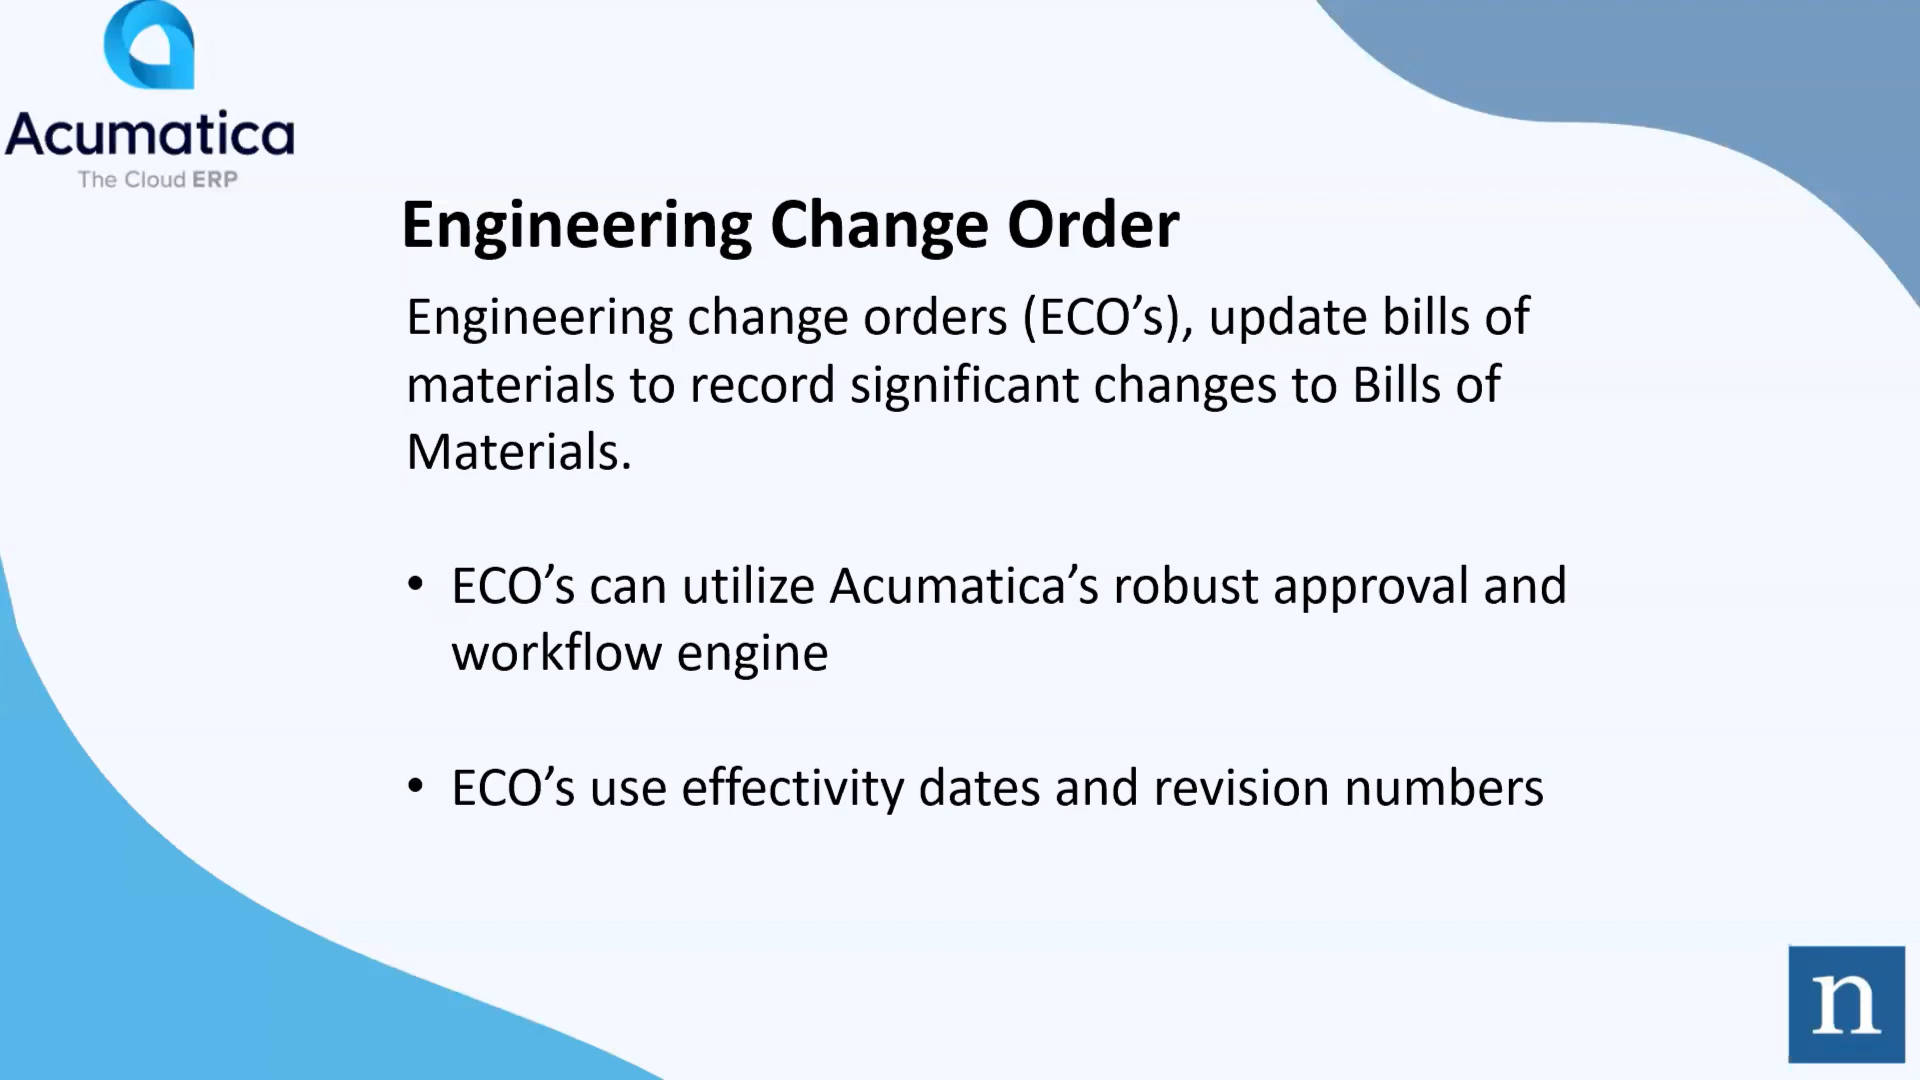 Acumatica
The Cloud ERP
Engineering Change Order
Engineering change orders (ECO’s), update bills of
materials to record significant changes to Bills of
Materials.
• ECO’s can utilize Acumatica’s robust approval and
workflow engine
• ECO’s use effectivity dates and revision numbers
n